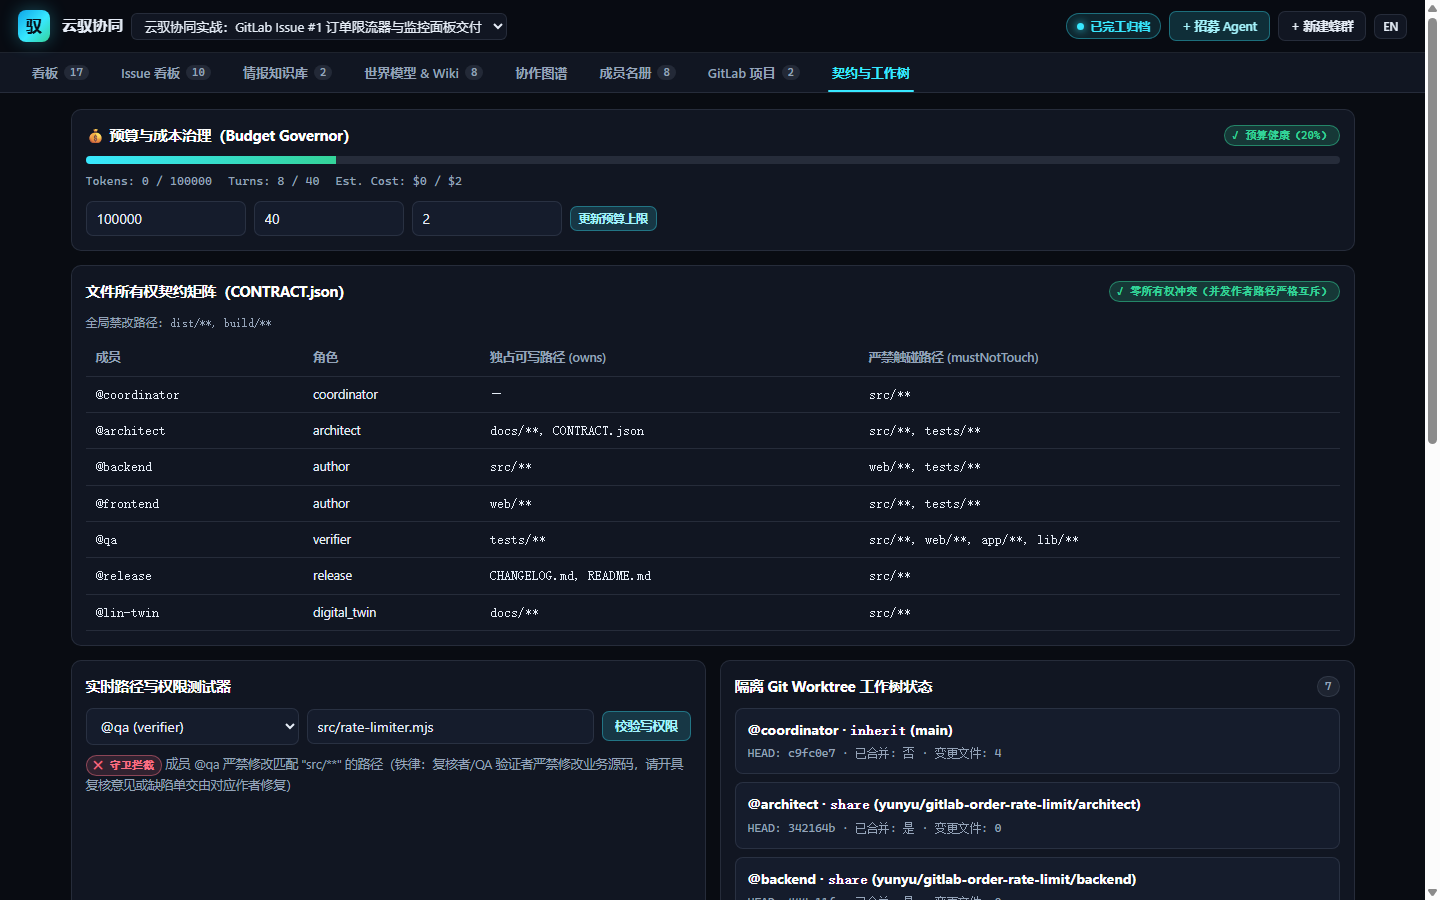 驭 云驭协同 云驭协同实战：GitLab Issue #1 订单限流器与监控面板交付 已完工归档 + 招募 Agent + 新建蜂群 EN
看板 17 Issue 看板 10 情报知识库 2 世界模型 & Wiki 8 协作图谱 成员名册 8 GitLab 项目 2 契约与工作树
💰 预算与成本治理（Budget Governor） ✓ 预算健康（20%）
Tokens: 0 / 100000 Turns: 8 / 40 Est. Cost: $0 / $2
100000 40 2 更新预算上限
文件所有权契约矩阵（CONTRACT.json） ✓ 零所有权冲突（并发作者路径严格互斥）
全局禁改路径：dist/**, build/**
成员 角色 独占可写路径 (owns) 严禁触碰路径 (mustNotTouch)
@coordinator coordinator — src/**
@architect architect docs/**, CONTRACT.json src/**, tests/**
@backend author src/** web/**, tests/**
@frontend author web/** src/**, tests/**
@qa verifier tests/** src/**, web/**, app/**, lib/**
@release release CHANGELOG.md, README.md src/**
@lin-twin digital_twin docs/** src/**
实时路径写权限测试器
@qa (verifier) src/rate-limiter.mjs 校验写权限
✕ 守卫拦截 成员 @qa 严禁修改匹配 "src/**" 的路径（铁律：复核者/QA 验证者严禁修改业务源码，请开具
复核意见或缺陷单交由对应作者修复）
隔离 Git Worktree 工作树状态 7
@coordinator · inherit (main)
HEAD: c9fc0e7 · 已合并: 否 · 变更文件: 4
@architect · share (yunyu/gitlab-order-rate-limit/architect)
HEAD: 342164b · 已合并: 是 · 变更文件: 0
@backend · share (yunyu/gitlab-order-rate-limit/backend)